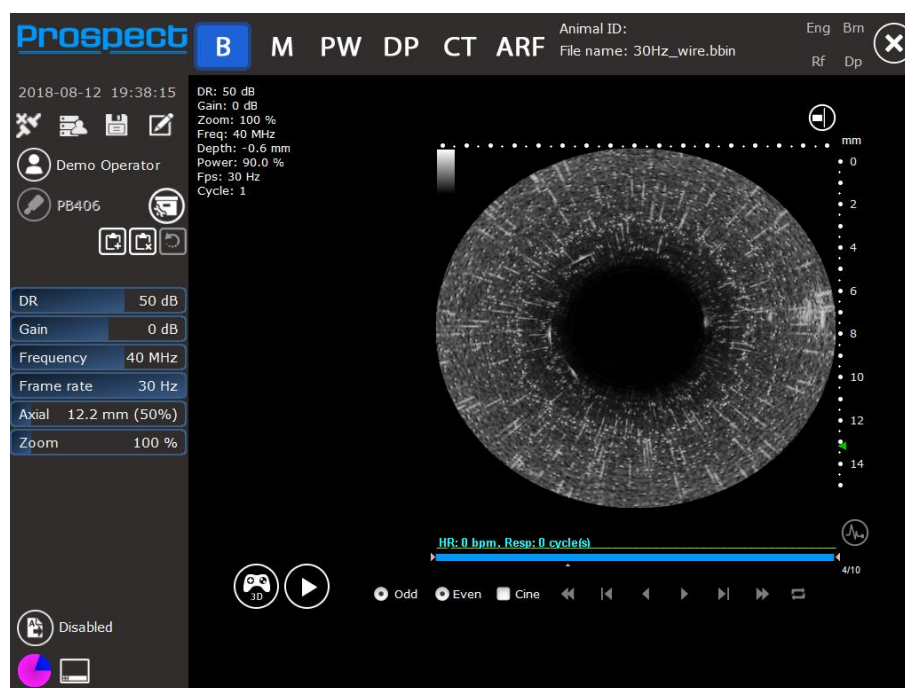 Prospect
B M PW DP CT ARF
Animal ID:
File name: 30Hz_wire.bbin
Eng Brn
Rf Dp
2018-08-12 19:38:15
Demo Operator
PB406
DR 50 dB
Gain 0 dB
Frequency 40 MHz
Frame rate 30 Hz
Axial 12.2 mm (50%)
Zoom 100 %
Disabled
DR: 50 dB
Gain: 0 dB
Zoom: 100 %
Freq: 40 MHz
Depth: -0.6 mm
Power: 90.0 %
Fps: 30 Hz
Cycle: 1
mm
0
2
4
6
8
10
12
14
HR: 0 bpm. Resp: 0 cycle(s)
4/10
3D
Odd Even Cine